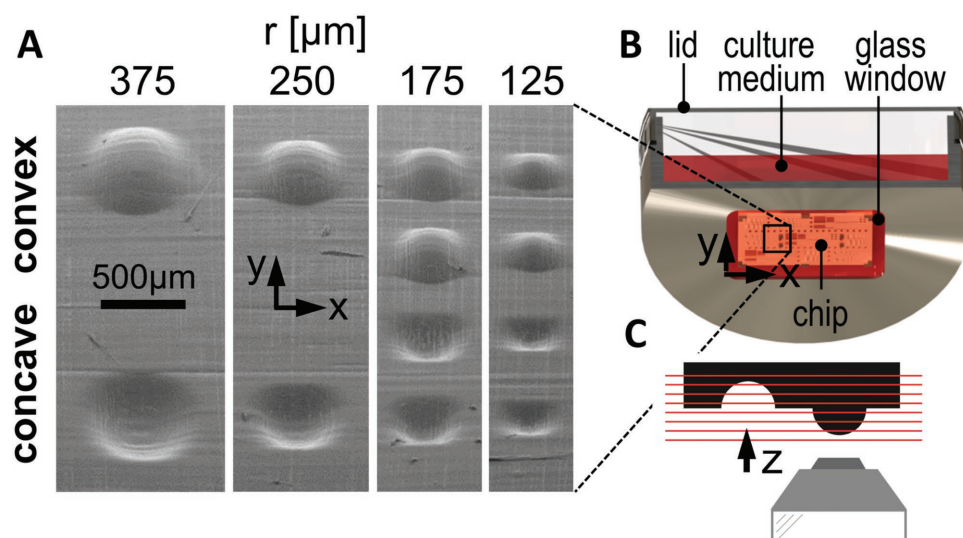 A
r [µm]
375 250 175 125
convex
concave
500µm
y
x
B
lid
culture
medium
glass
window
y
x
chip
C
z